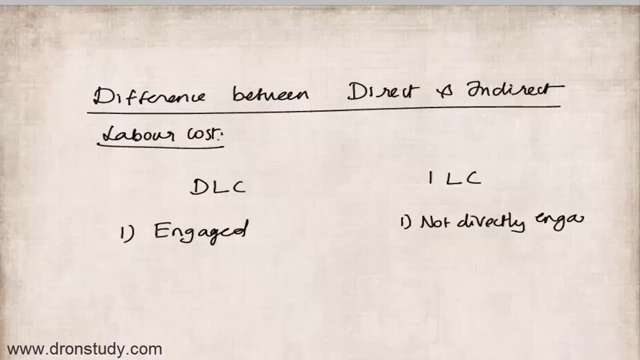 Difference between Direct & Indirect
Labour cost.
DLC
ILC
1) Engaged
1) Not directly enga
www.dronstudy.com